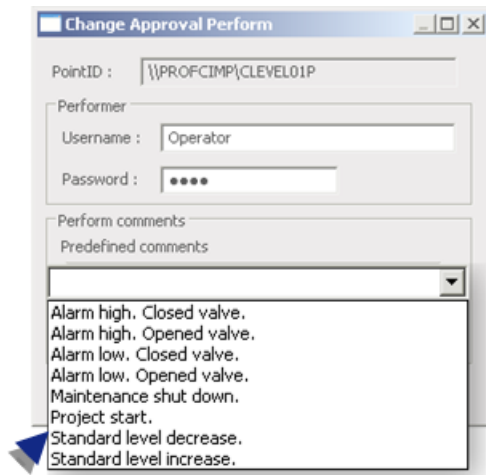 Change Approval Perform
PointID : \\PROFCIMP\CLEVEL01P
Performer
Username : Operator
Password : ●●●●
Perform comments
Predefined comments
Alarm high. Closed valve.
Alarm high. Opened valve.
Alarm low. Closed valve.
Alarm low. Opened valve.
Maintenance shut down.
Project start.
Standard level decrease.
Standard level increase.